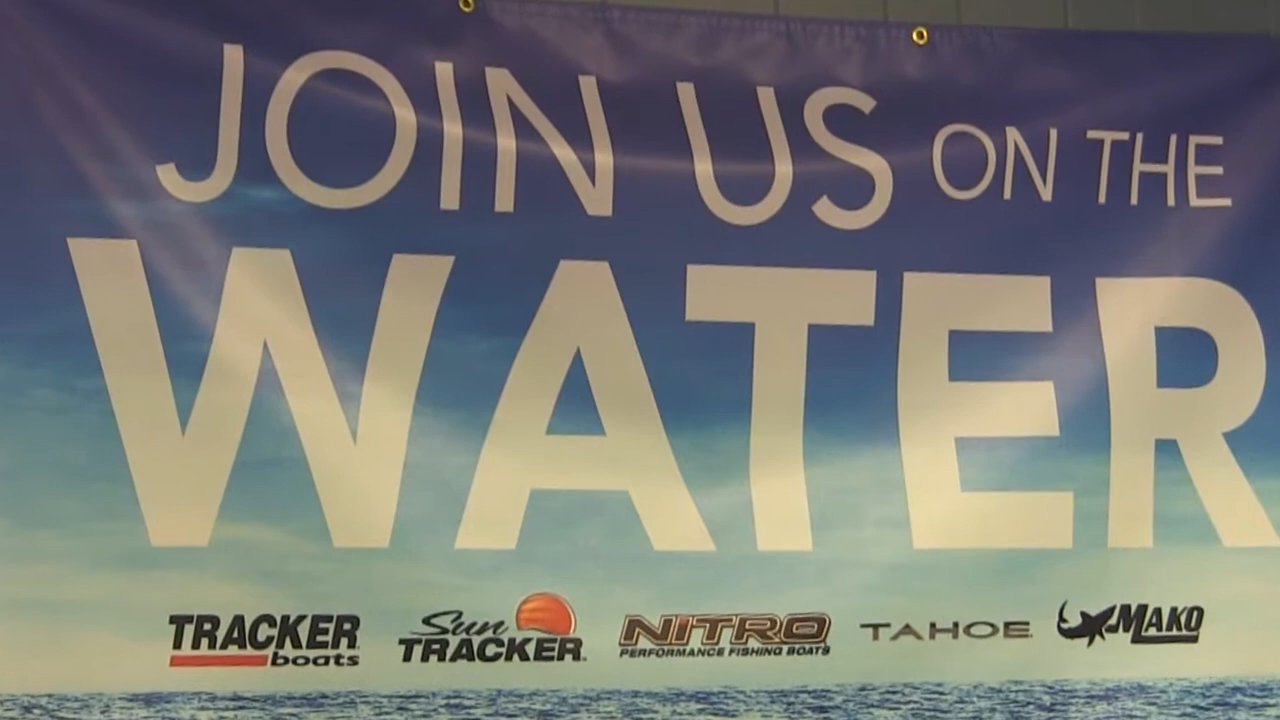 JOIN US ON THE
WATER
TRACKER boats Sun TRACKER NITRO PERFORMANCE FISHING BOATS TAHOE MAKO